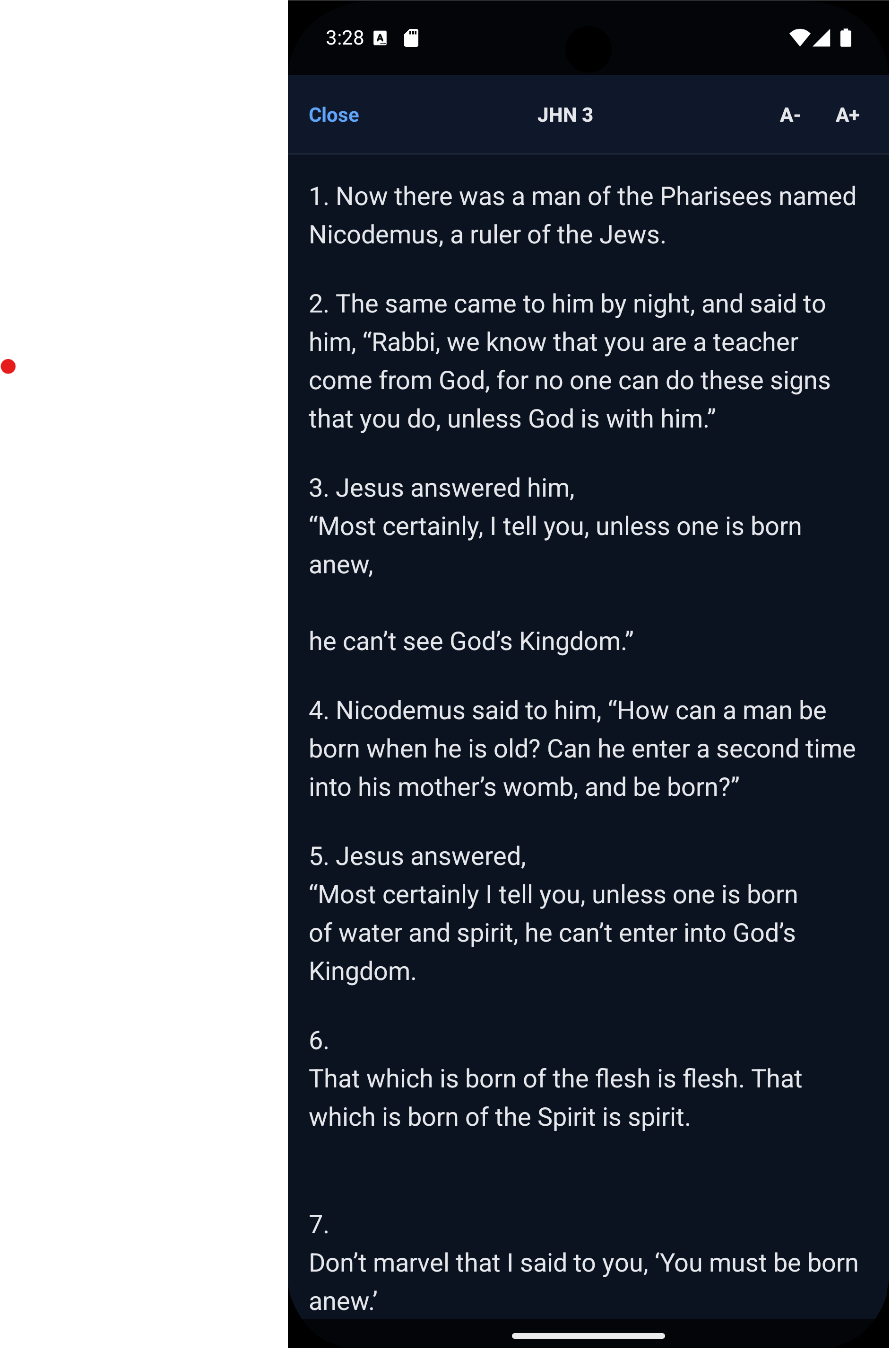 3:28
Close JHN 3 A- A+
1. Now there was a man of the Pharisees named
Nicodemus, a ruler of the Jews.
2. The same came to him by night, and said to
him, “Rabbi, we know that you are a teacher
come from God, for no one can do these signs
that you do, unless God is with him.”
3. Jesus answered him,
“Most certainly, I tell you, unless one is born
anew,
he can’t see God’s Kingdom.”
4. Nicodemus said to him, “How can a man be
born when he is old? Can he enter a second time
into his mother’s womb, and be born?”
5. Jesus answered,
“Most certainly I tell you, unless one is born
of water and spirit, he can’t enter into God’s
Kingdom.
6.
That which is born of the flesh is flesh. That
which is born of the Spirit is spirit.
7.
Don’t marvel that I said to you, ‘You must be born
anew.’